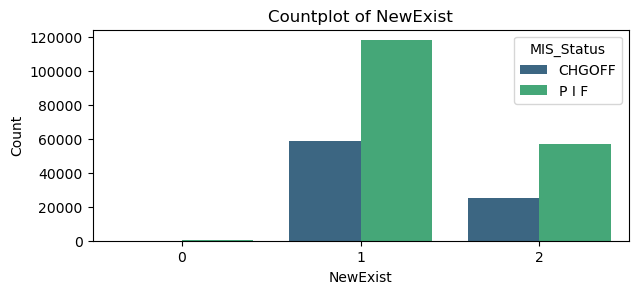 Countplot of NewExist
MIS_Status
CHGOFF
P I F
Count
120000
100000
80000
60000
40000
20000
0
0 1 2
NewExist